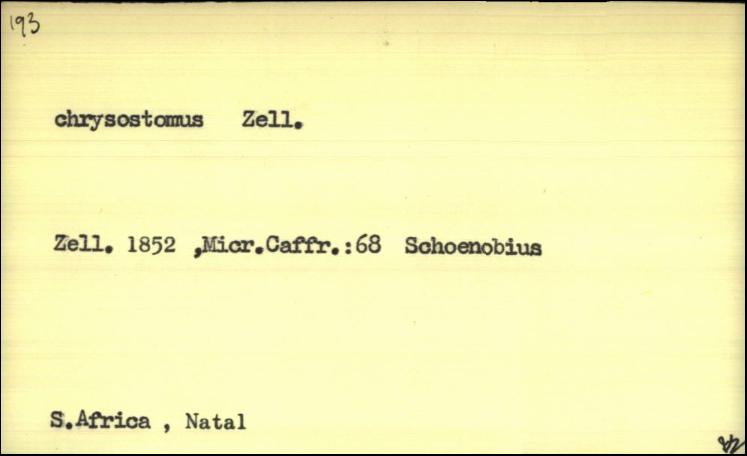 193
chrysostomus Zell.
Zell. 1852 ,Micr.Caffr.:68 Schoenobius
S.Africa , Natal